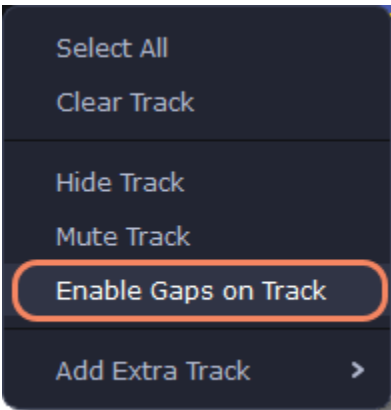 Select All
Clear Track
Hide Track
Mute Track
Enable Gaps on Track
Add Extra Track >